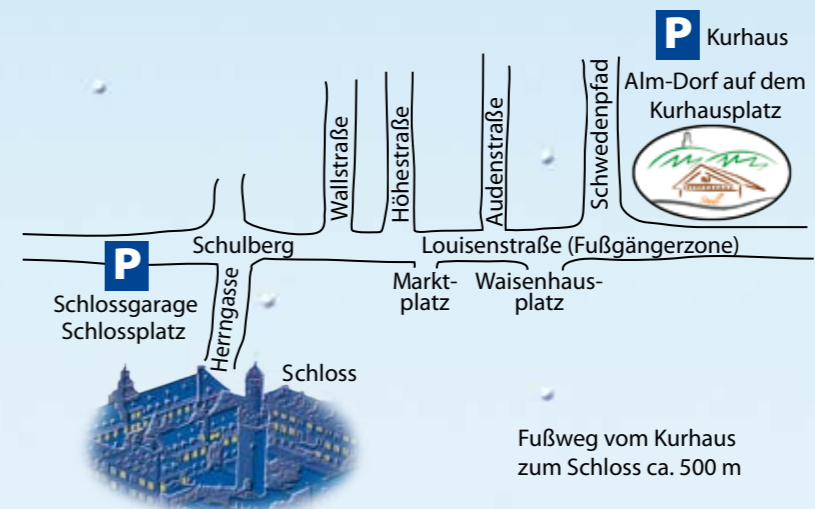 P Kurhaus
Alm-Dorf auf dem
Kurhausplatz
Wallstraße
Höhestraße
Audenstraße
Schwedenpfad
Schulberg
Louisenstraße (Fußgängerzone)
P
Schlossgarage
Schlossplatz
Herrngasse
Markt-
platz
Waisenhaus-
platz
Schloss
Fußweg vom Kurhaus
zum Schloss ca. 500 m